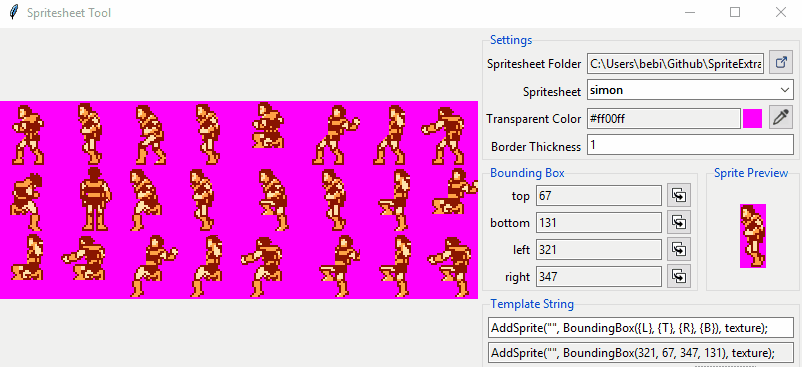 Spritesheet Tool
Settings
Spritesheet Folder C:\Users\bebi\Github\SpriteExtra
Spritesheet simon
Transparent Color #ff00ff
Border Thickness 1
Bounding Box
top 67
bottom 131
left 321
right 347
Sprite Preview
Template String
AddSprite("", BoundingBox({L}, {T}, {R}, {B}), texture);
AddSprite("", BoundingBox(321, 67, 347, 131), texture);